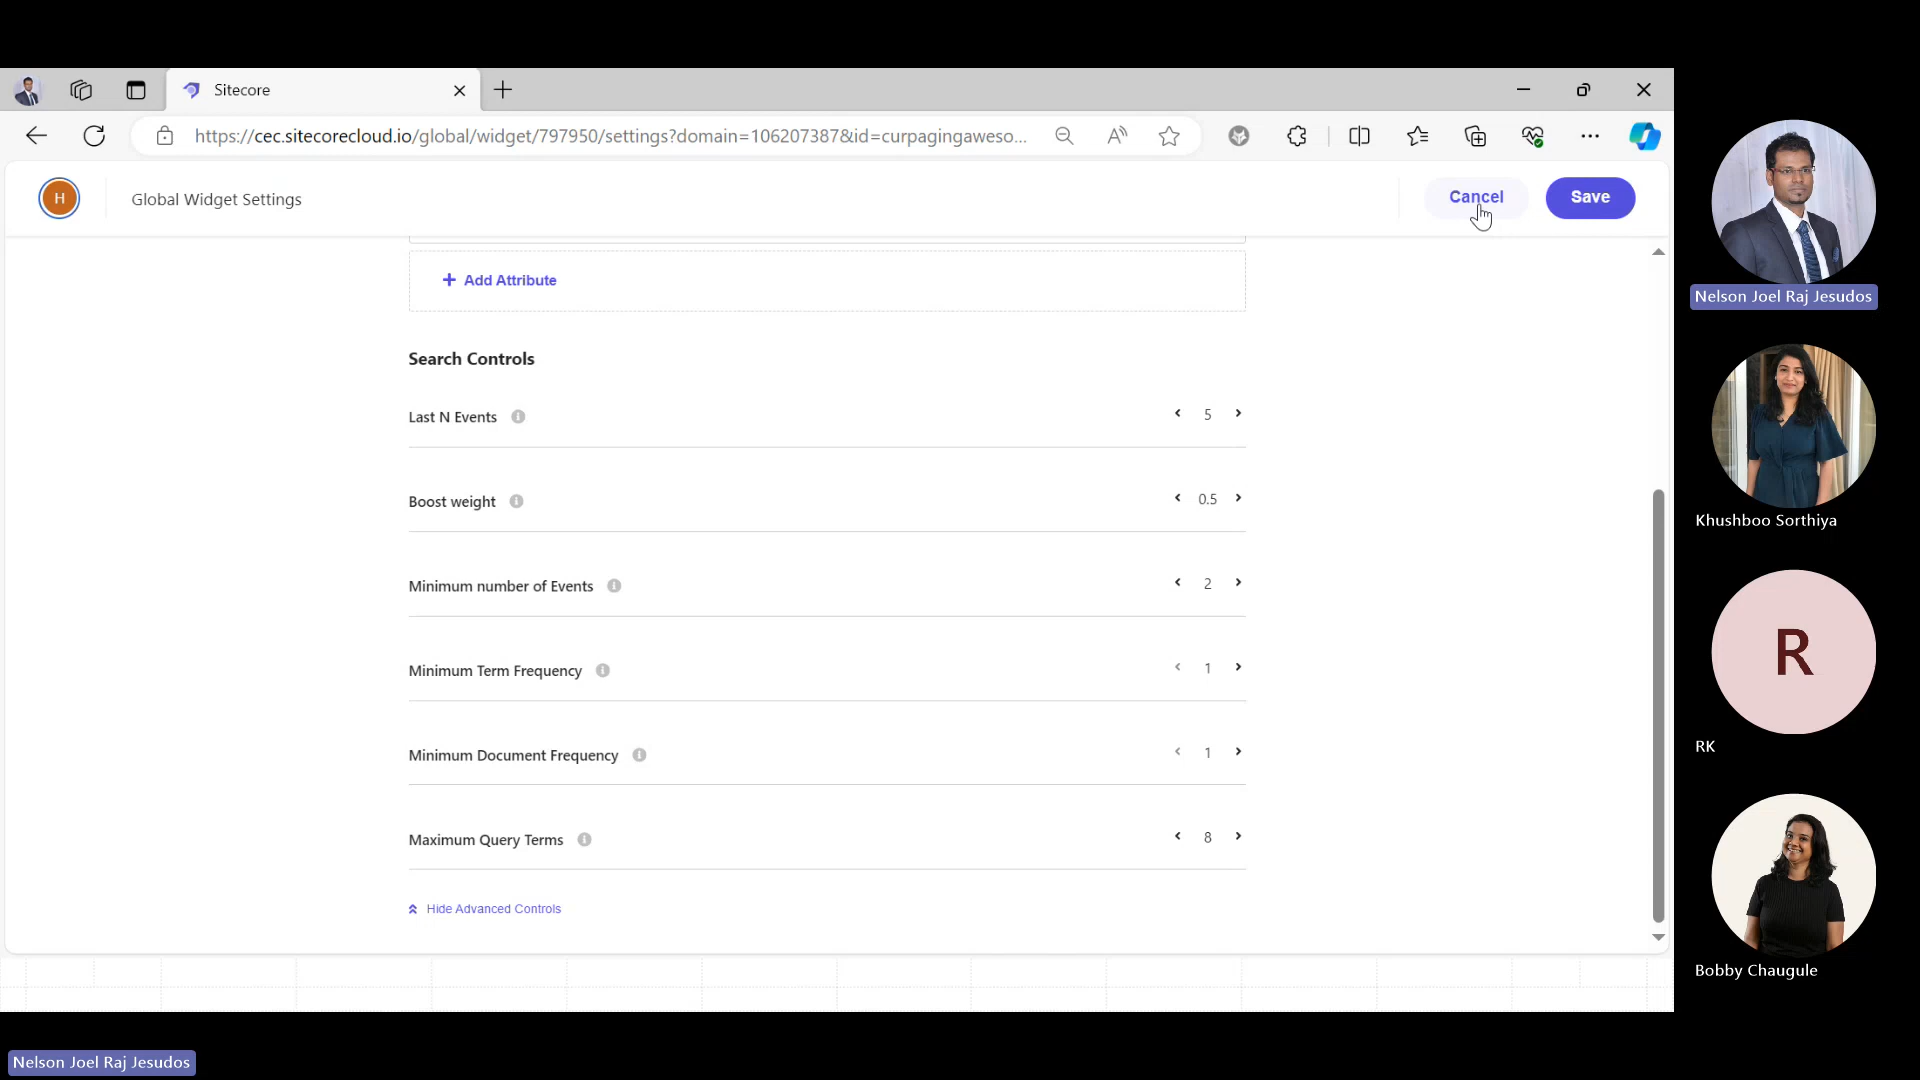 Sitecore
https://cec.sitecorecloud.io/global/widget/797950/settings?domain=106207387&id=curpagingaweso...
H
Global Widget Settings
Cancel
Save
+ Add Attribute
Search Controls
Last N Events
5
Boost weight
0.5
Minimum number of Events
2
Minimum Term Frequency
1
Minimum Document Frequency
1
Maximum Query Terms
8
Hide Advanced Controls
Nelson Joel Raj Jesudos
Khushboo Sorthiya
R
RK
Bobby Chaugule
Nelson Joel Raj Jesudos